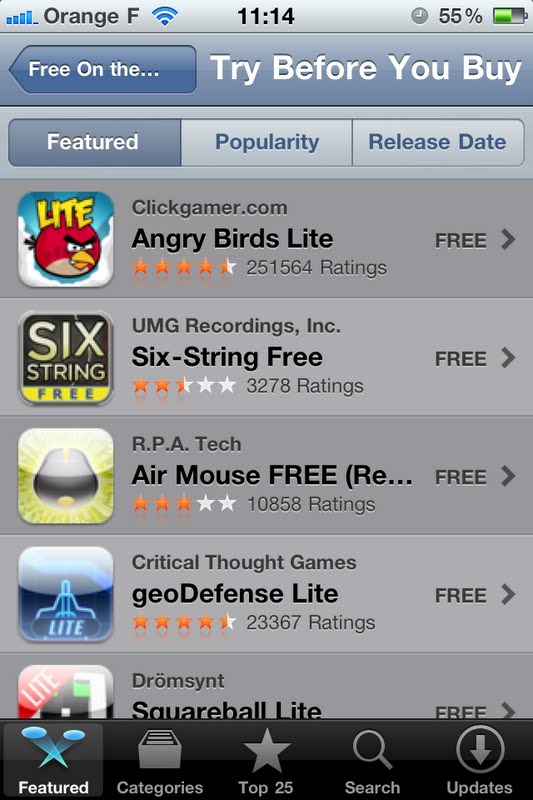 Orange F 11:14 55%
Free On the... Try Before You Buy
Featured Popularity Release Date
LITE
Clickgamer.com
Angry Birds Lite FREE
251564 Ratings
SIX
STRING
FREE
UMG Recordings, Inc.
Six-String Free FREE
3278 Ratings
R.P.A. Tech
Air Mouse FREE (Re... FREE
10858 Ratings
LITE
Critical Thought Games
geoDefense Lite FREE
23367 Ratings
LITE
Drömsynt
Squareball Lite FREE
Featured Categories Top 25 Search Updates